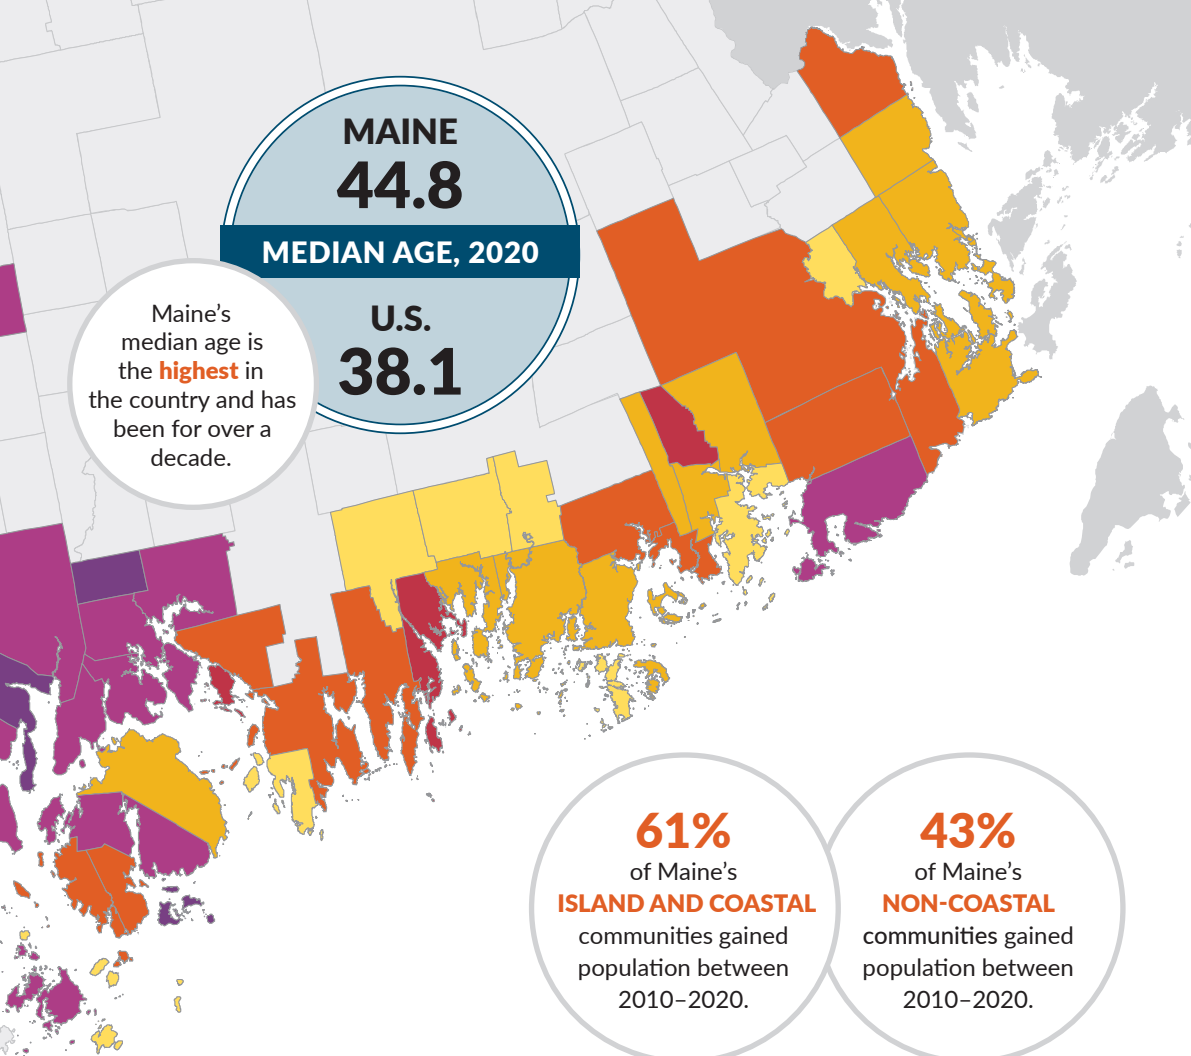 MAINE
44.8
MEDIAN AGE, 2020
U.S.
38.1
Maine’s
median age is
the highest in
the country and has
been for over a
decade.
61%
of Maine’s
ISLAND AND COASTAL
communities gained
population between
2010–2020.
43%
of Maine’s
NON-COASTAL
communities gained
population between
2010–2020.